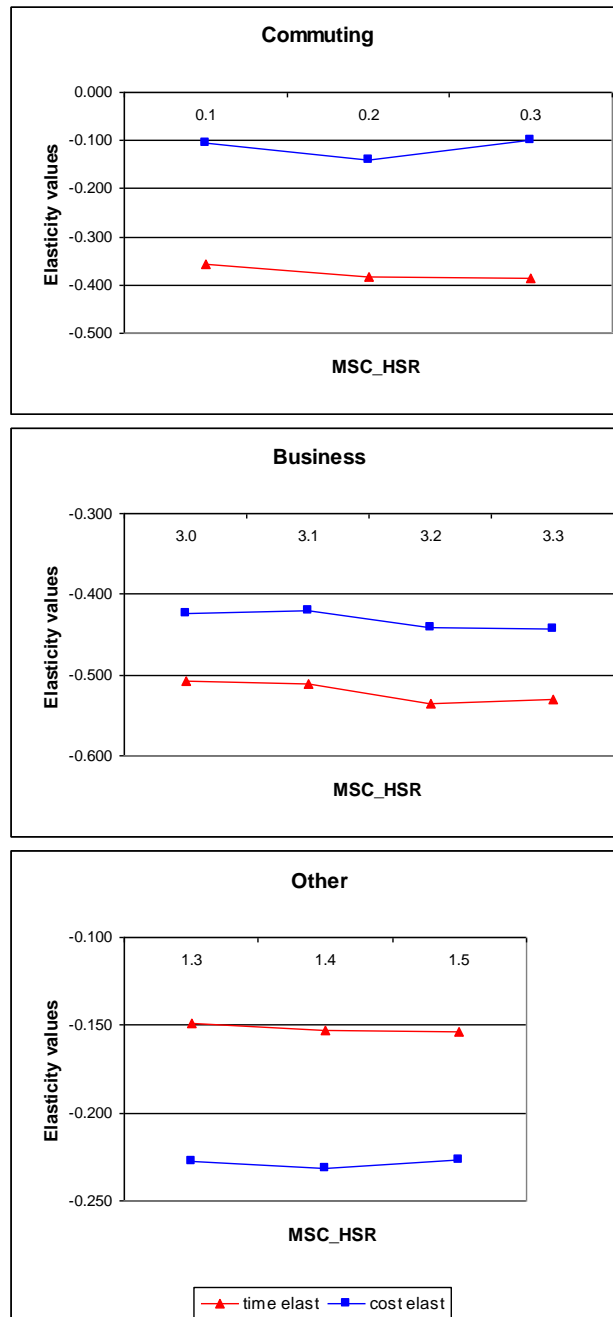 Commuting
0.000
0.1 0.2 0.3
-0.100
-0.200
-0.300
-0.400
-0.500
Elasticity values
MSC_HSR
Business
-0.300
3.0 3.1 3.2 3.3
-0.400
-0.500
-0.600
Elasticity values
MSC_HSR
Other
-0.100
1.3 1.4 1.5
-0.150
-0.200
-0.250
Elasticity values
MSC_HSR
time elast cost elast